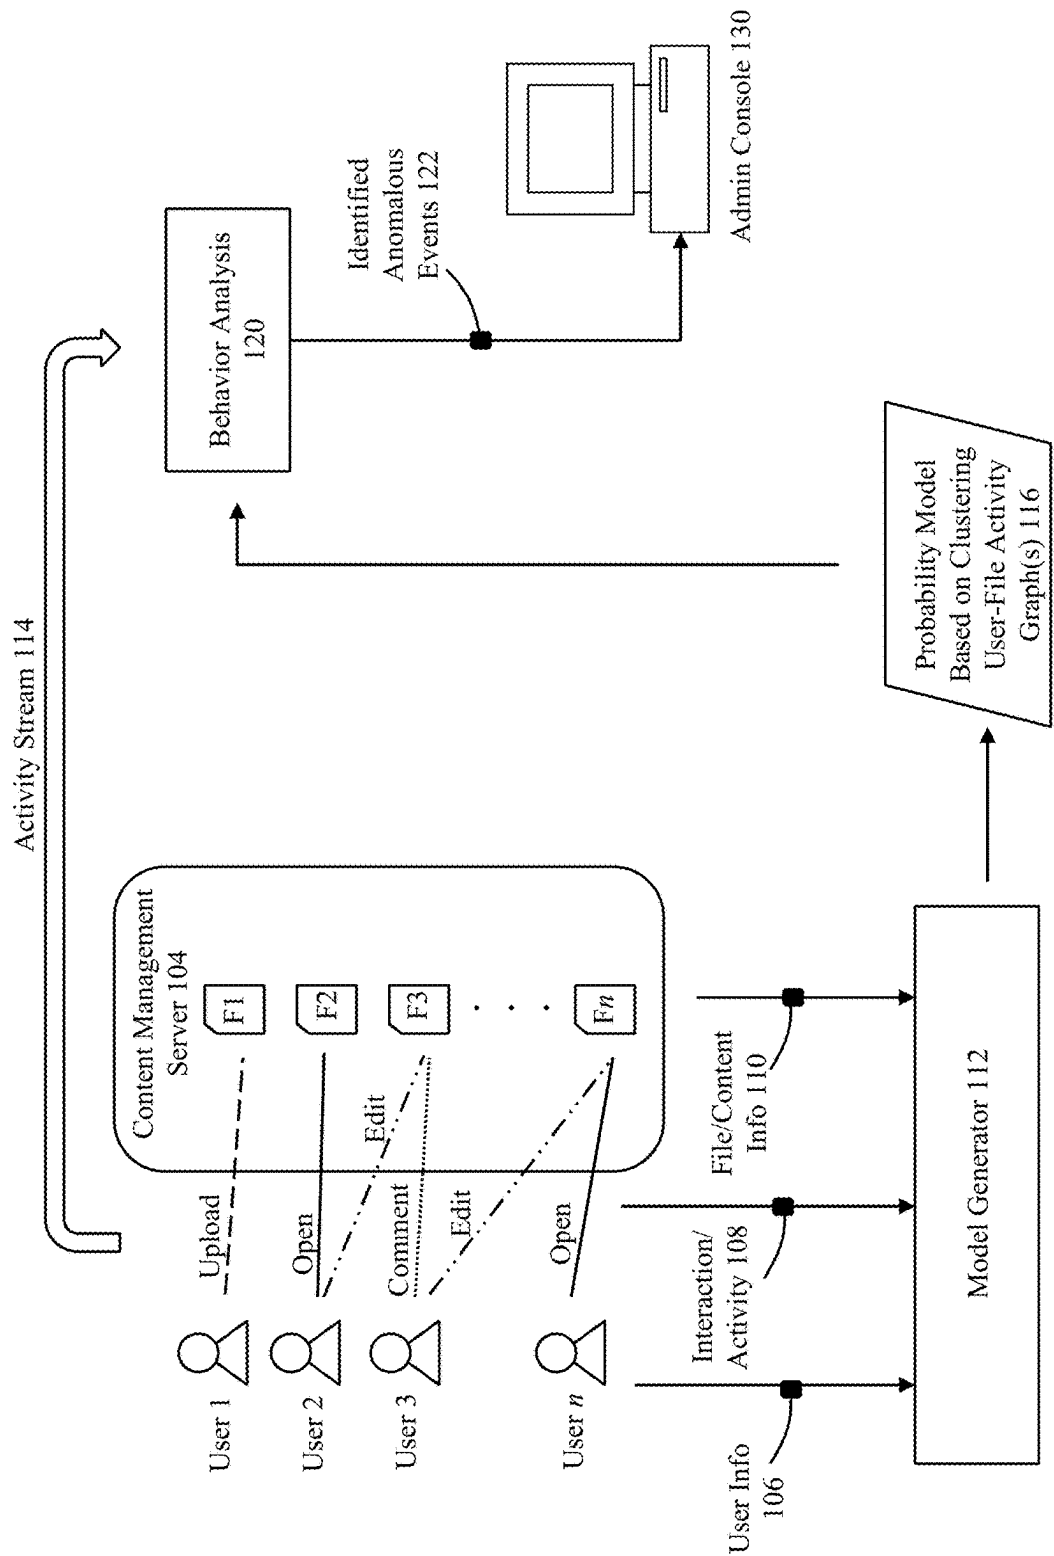 Activity Stream 114
Content Management
Server 104
User 1
Upload
F1
User 2
Open
F2
Edit
User 3
Comment
F3
Edit
. . .
User n
Open
Fn
User Info
106
Interaction/
Activity 108
File/Content
Info 110
Model Generator 112
Probability Model
Based on Clustering
User-File Activity
Graph(s) 116
Behavior Analysis
120
Identified
Anomalous
Events 122
Admin Console 130